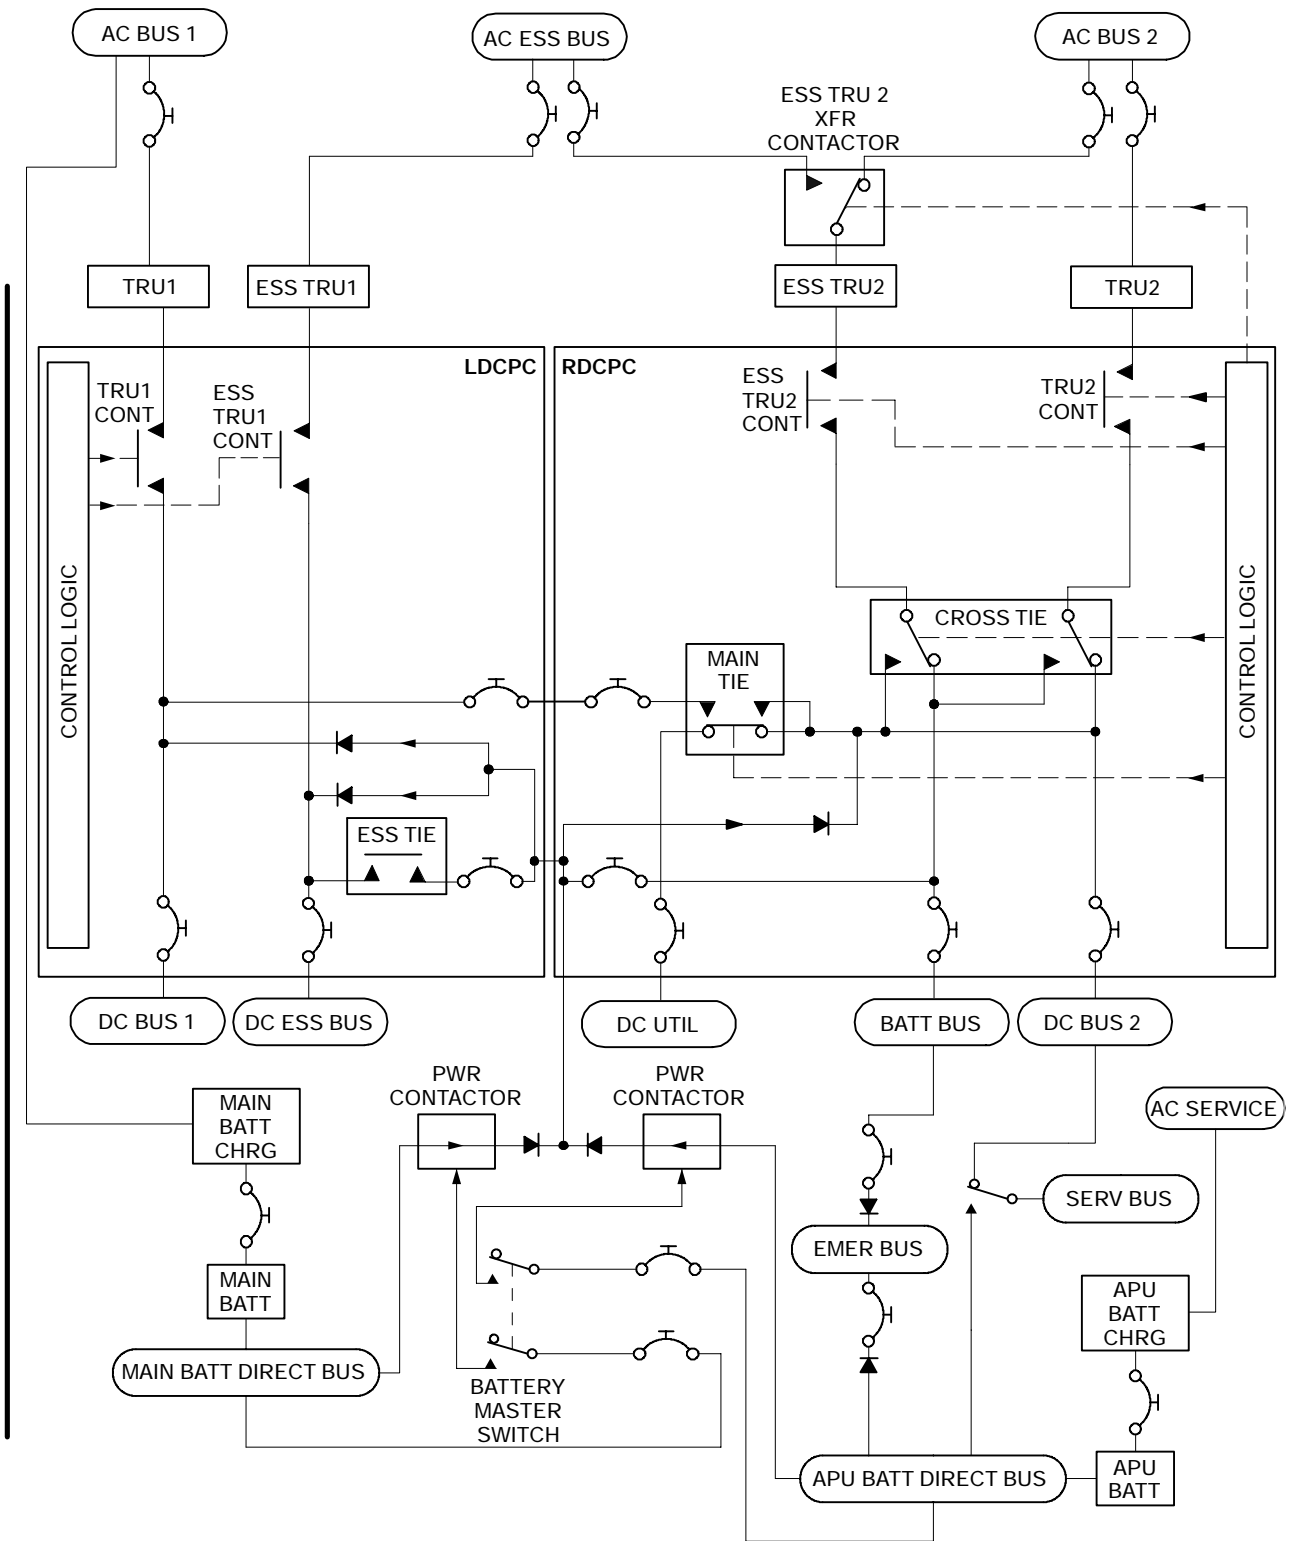 AC BUS 1
AC ESS BUS
AC BUS 2
ESS TRU 2
XFR
CONTACTOR
TRU1
ESS TRU1
ESS TRU2
TRU2
LDCPC
RDCPC
TRU1
CONT
ESS
TRU1
CONT
ESS
TRU2
CONT
TRU2
CONT
CONTROL LOGIC
CONTROL LOGIC
CROSS TIE
MAIN
TIE
ESS TIE
DC BUS 1
DC ESS BUS
DC UTIL
BATT BUS
DC BUS 2
MAIN
BATT
CHRG
PWR
CONTACTOR
PWR
CONTACTOR
AC SERVICE
SERV BUS
EMER BUS
MAIN
BATT
APU
BATT
CHRG
MAIN BATT DIRECT BUS
BATTERY
MASTER
SWITCH
APU BATT DIRECT BUS
APU
BATT